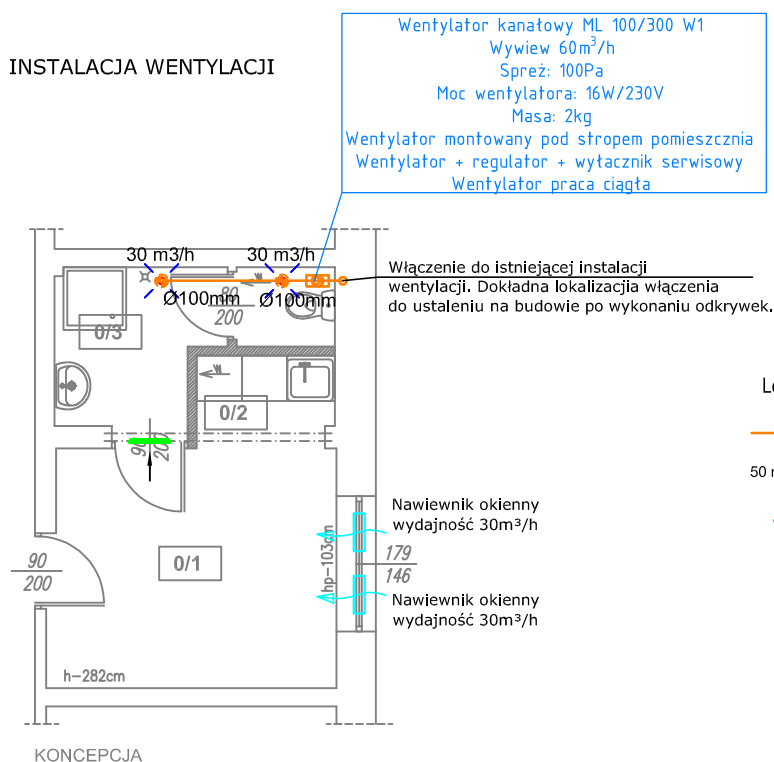 INSTALACJA WENTYLACJI
Wentylator kanałowy ML 100/300 W1
Wywiew 60m³/h
Spręż: 100Pa
Moc wentylatora: 16W/230V
Masa: 2kg
Wentylator montowany pod stropem pomieszcznia
Wentylator + regulator + wyłacznik serwisowy
Wentylator praca ciągła
30 m3/h
30 m3/h
Ø100mm
Ø100mm
80
200
Włączenie do istniejącej instalacji
wentylacji. Dokładna lokalizacjia włączenia
do ustaleniu na budowie po wykonaniu odkrywek.
0/3
0/2
90
200
50
Nawiewnik okienny
wydajność 30m³/h
hp-103cm
179
146
90
200
0/1
Nawiewnik okienny
wydajność 30m³/h
h-282cm
KONCEPCJA